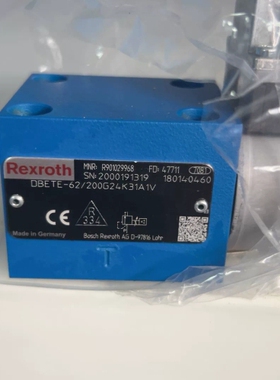 Rexroth
MNR: R901029968 FD: 47711 7081
SN: 2000191319 180140460
DBETE-62/200G24K31A1V
CE
R
334
Made in Germany
Bosch Rexroth AG D-97816 Lohr
T